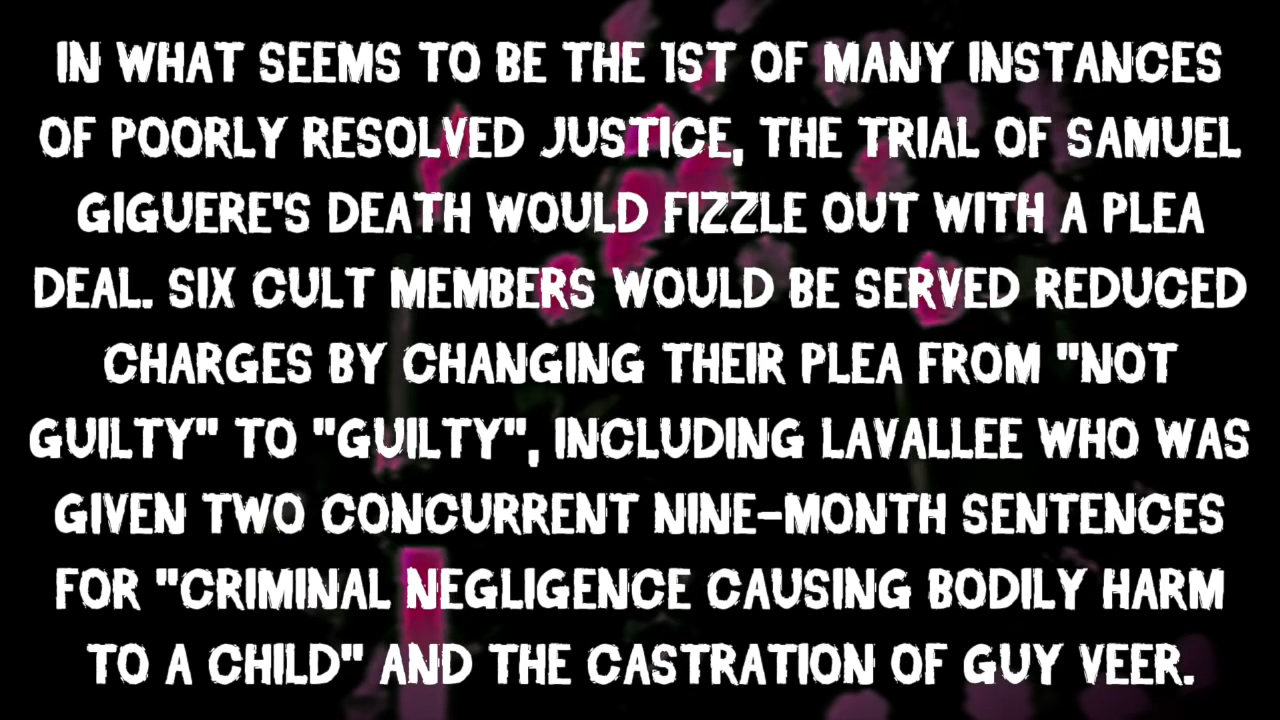 IN WHAT SEEMS TO BE THE 1ST OF MANY INSTANCES
OF POORLY RESOLVED JUSTICE, THE TRIAL OF SAMUEL
GIGUERE'S DEATH WOULD FIZZLE OUT WITH A PLEA
DEAL. SIX CULT MEMBERS WOULD BE SERVED REDUCED
CHARGES BY CHANGING THEIR PLEA FROM "NOT
GUILTY" TO "GUILTY", INCLUDING LAVALLEE WHO WAS
GIVEN TWO CONCURRENT NINE-MONTH SENTENCES
FOR "CRIMINAL NEGLIGENCE CAUSING BODILY HARM
TO A CHILD" AND THE CASTRATION OF GUY VEER.